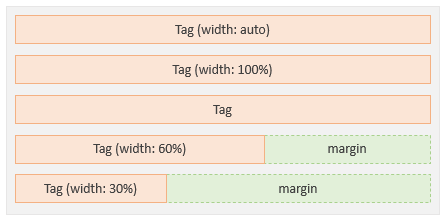 Tag (width: auto)
Tag (width: 100%)
Tag
Tag (width: 60%) margin
Tag (width: 30%) margin